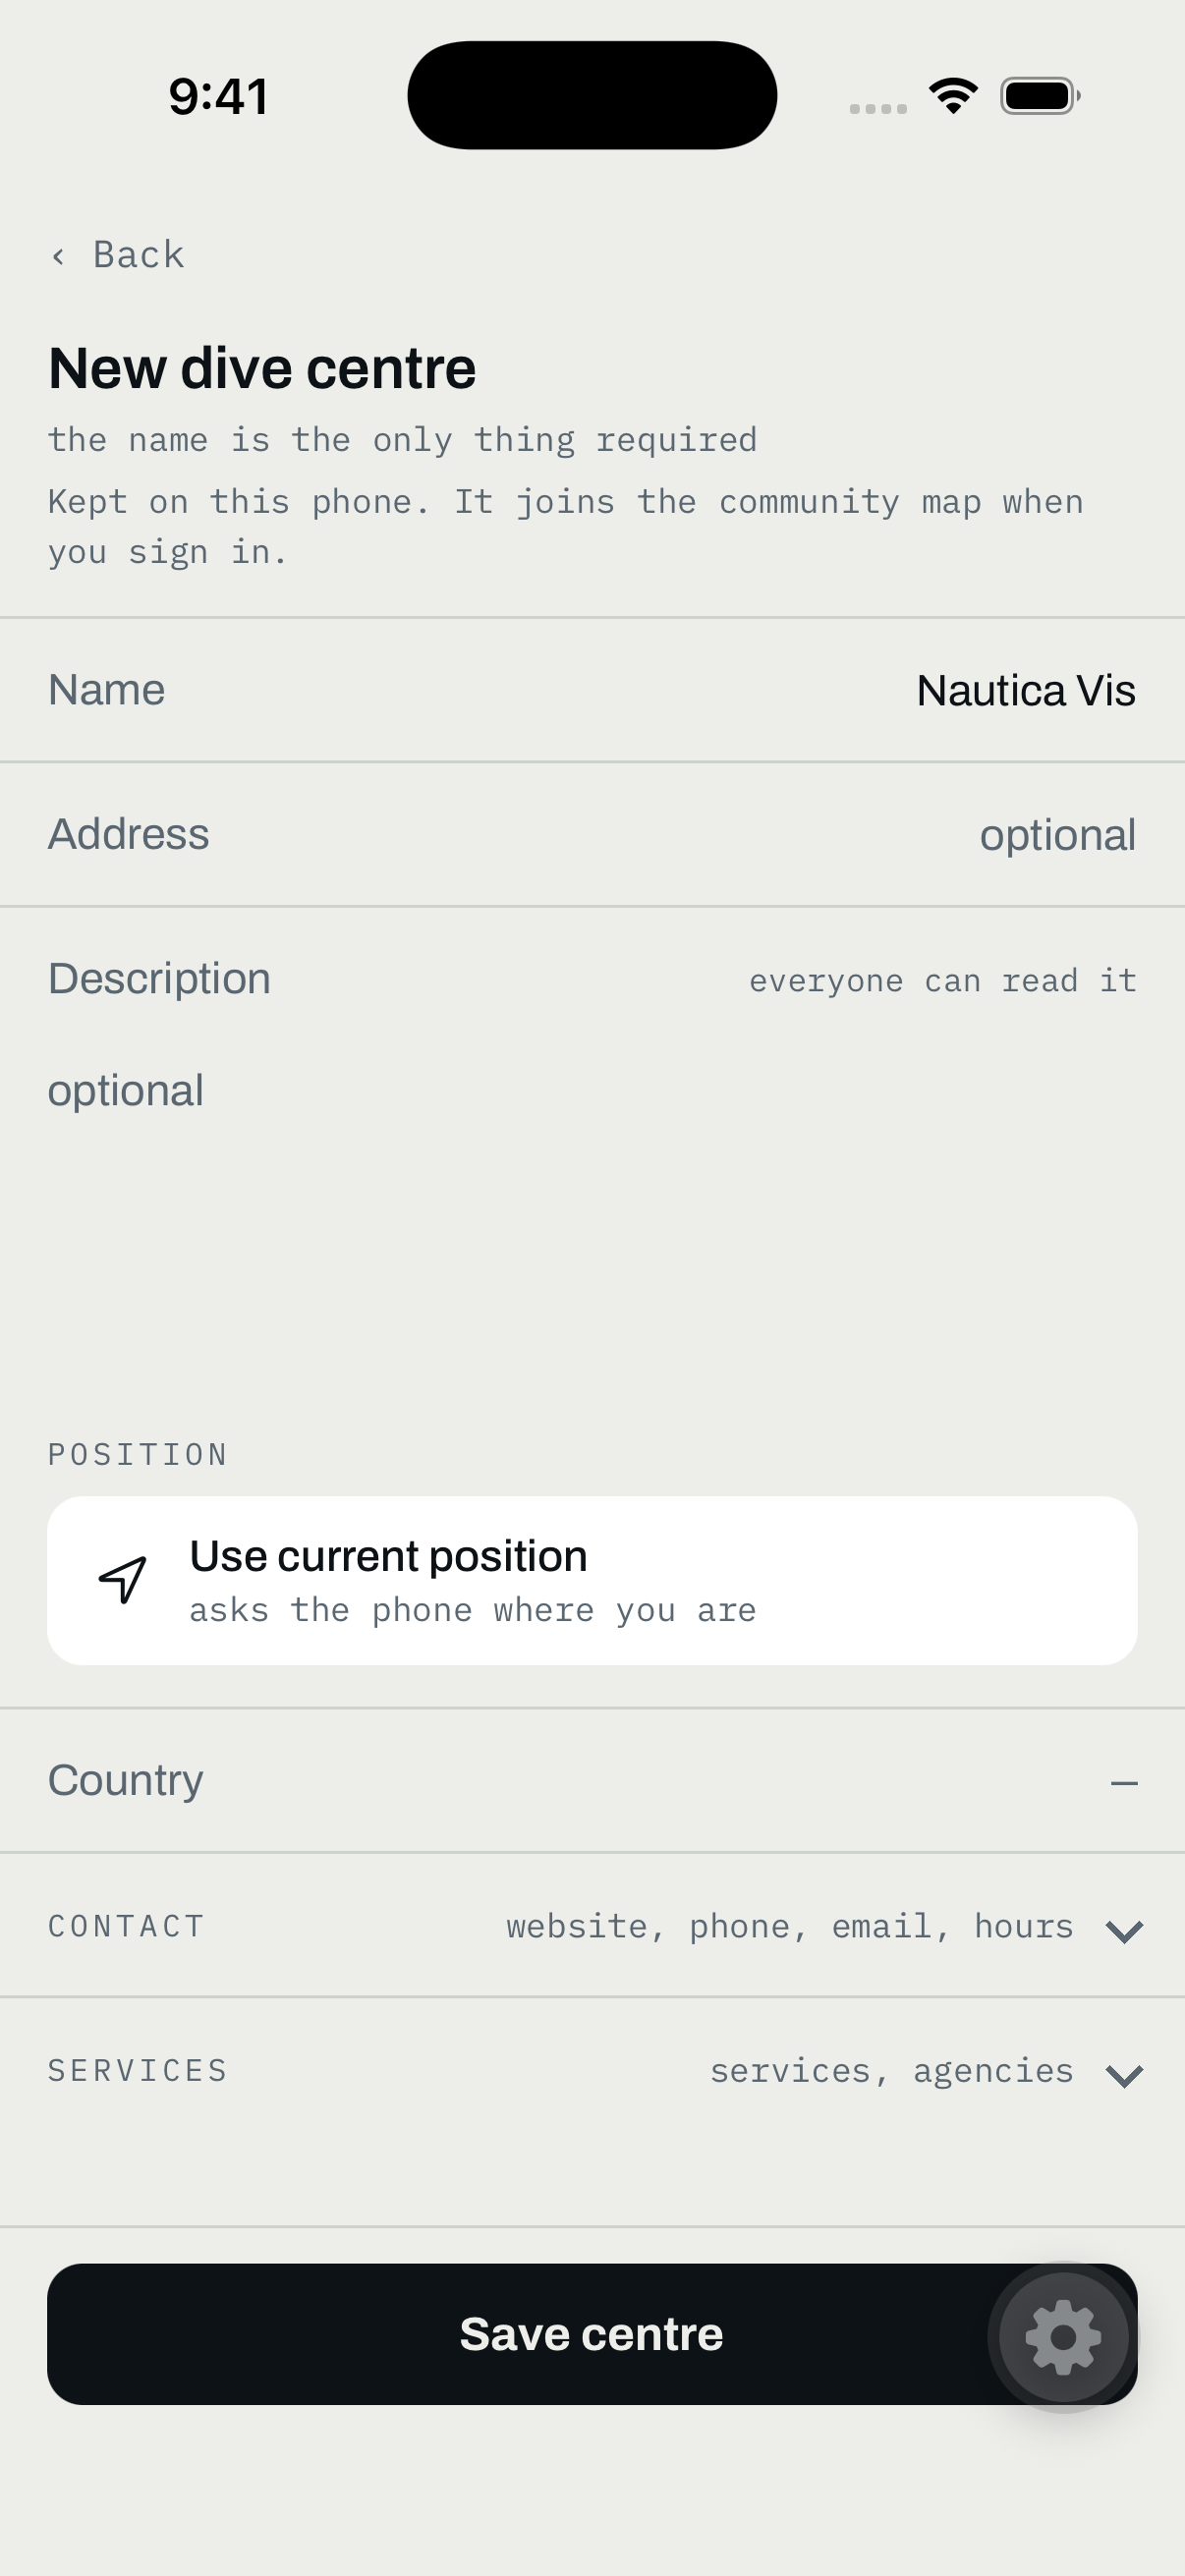 9:41
‹ Back
New dive centre
the name is the only thing required
Kept on this phone. It joins the community map when
you sign in.
Name Nautica Vis
Address optional
Description everyone can read it
optional
POSITION
Use current position
asks the phone where you are
Country –
CONTACT website, phone, email, hours
SERVICES services, agencies
Save centre